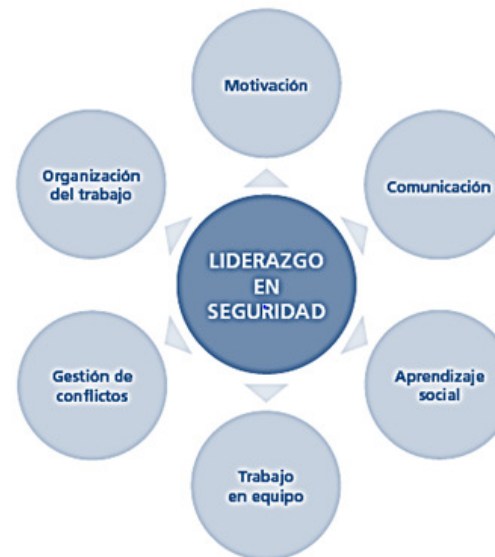 Motivación
Organización
del trabajo
Comunicación
LIDERAZGO
EN
SEGURIDAD
Gestión de
conflictos
Aprendizaje
social
Trabajo
en equipo